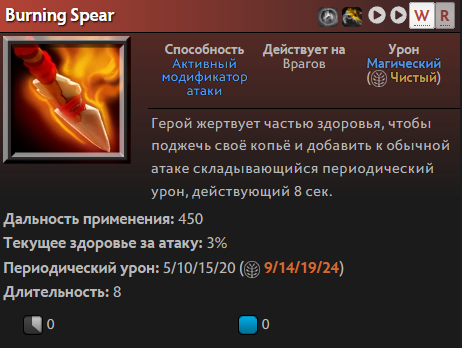 Burning Spear
W R
Способность Действует на Урон
Активный Врагов Магический
модификатор ( Чистый)
атаки
Герой жертвует частью здоровья, чтобы
поджечь своё копьё и добавить к обычной
атаке складывающийся периодический
урон, действующий 8 сек.
Дальность применения: 450
Текущее здоровье за атаку: 3%
Периодический урон: 5/10/15/20 ( 9/14/19/24)
Длительность: 8
0 0